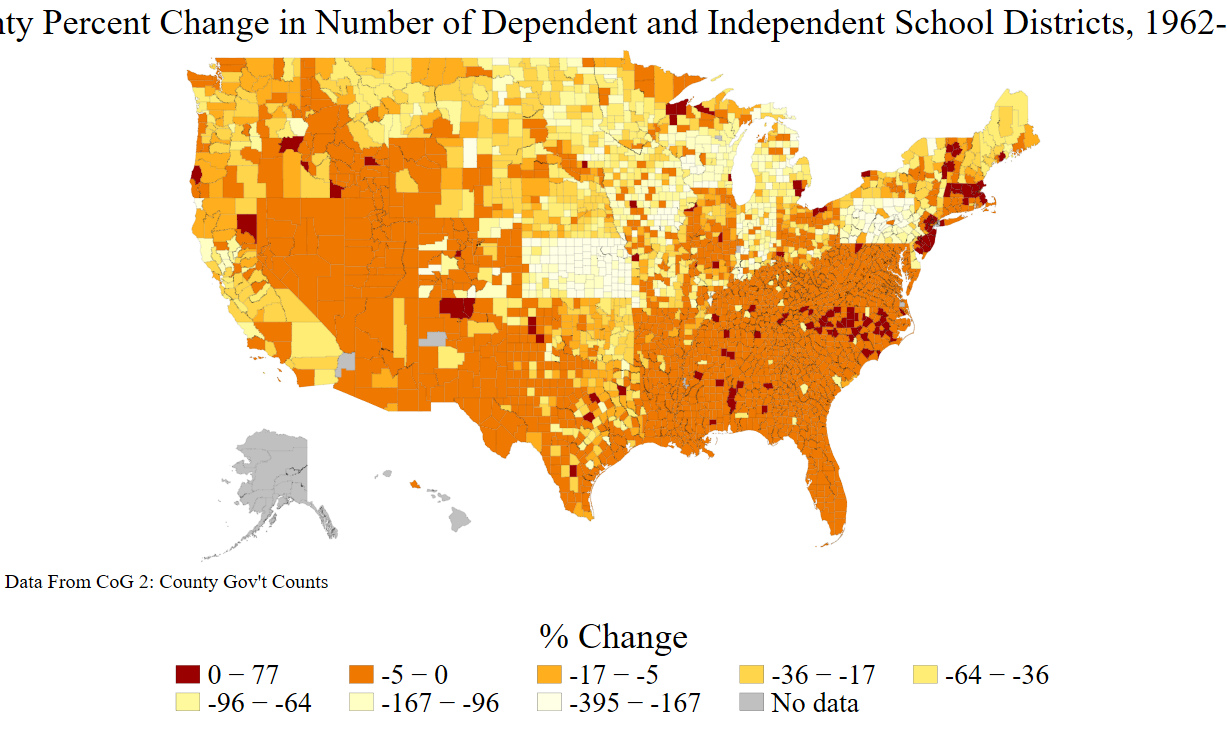 nty Percent Change in Number of Dependent and Independent School Districts, 1962-
Data From CoG 2: County Gov't Counts
% Change
0 − 77
-5 − 0
-17 − -5
-36 − -17
-64 − -36
-96 − -64
-167 − -96
-395 − -167
No data